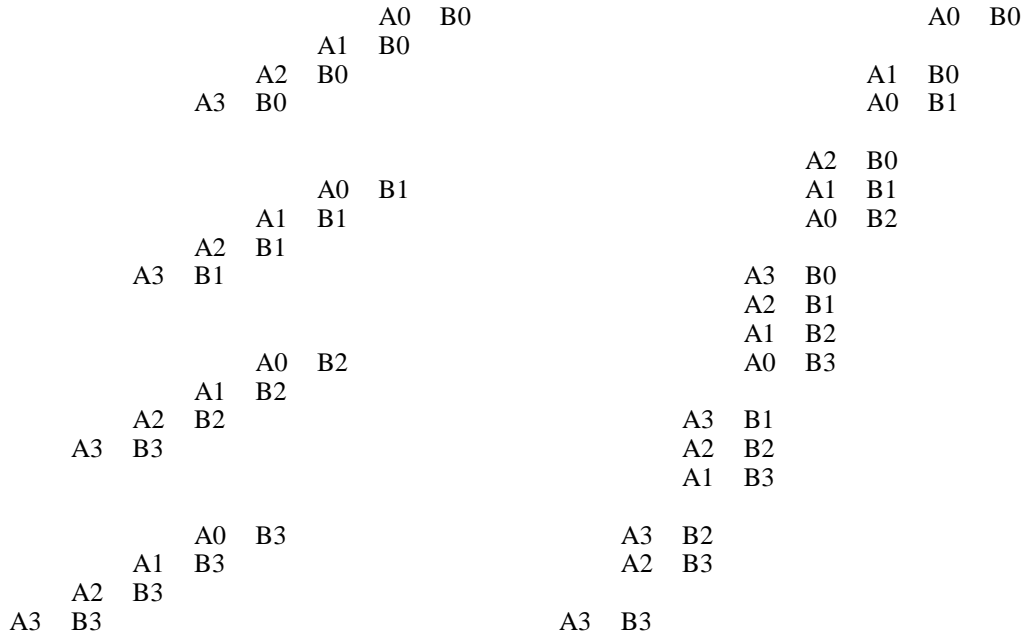 A0 B0
A1 B0
A2 B0
A3 B0
A0 B1
A1 B1
A2 B1
A3 B1
A0 B2
A1 B2
A2 B2
A3 B3
A0 B3
A1 B3
A2 B3
A3 B3
A0 B0
A1 B0
A0 B1
A2 B0
A1 B1
A0 B2
A3 B0
A2 B1
A1 B2
A0 B3
A3 B1
A2 B2
A1 B3
A3 B2
A2 B3
A3 B3